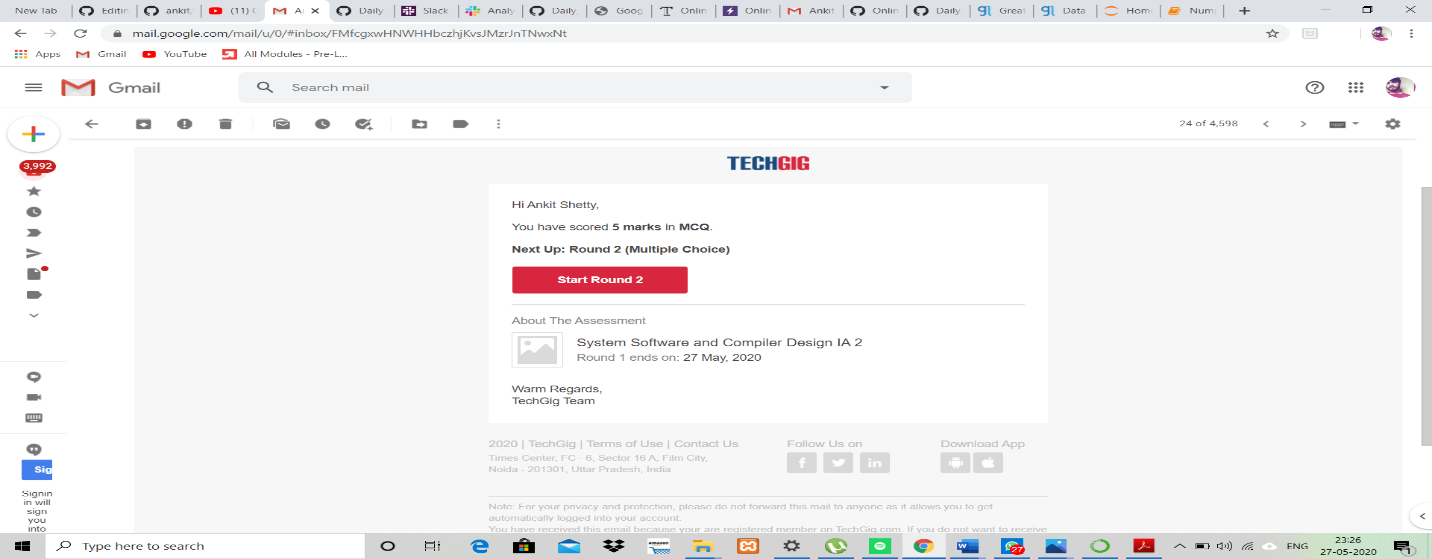 New Tab Editin ankit. (11) ( A Daily Slack Analy Daily Goog Onlin Onlin Ankit Onlin Daily Great Data Hom Num
mail.google.com/mail/u/0/#inbox/FMfcgxwHNWHHbczhjKvsJMzrJnTNwxNt
Apps Gmail YouTube All Modules - Pre-L...
Gmail Search mail
24 of 4,598
3,992
TECHGIG
Hi Ankit Shetty,
You have scored 5 marks in MCQ.
Next Up: Round 2 (Multiple Choice)
Start Round 2
About The Assessment
System Software and Compiler Design IA 2
Round 1 ends on: 27 May, 2020
Warm Regards,
TechGig Team
2020 | TechGig | Terms of Use | Contact Us Follow Us on Download App
Times Center, FC - 6, Sector 16 A, Film City,
Noida - 201301, Uttar Pradesh, India
Sig
Signin
in will
sign
you
into
Note: For your privacy and protection, please do not forward this mail to anyone as it allows you to get
automatically logged into your account.
You have received this email because your are registered member on TechGig.com. If you do not want to receive
Type here to search
27
ENG
23:26
27-05-2020
1